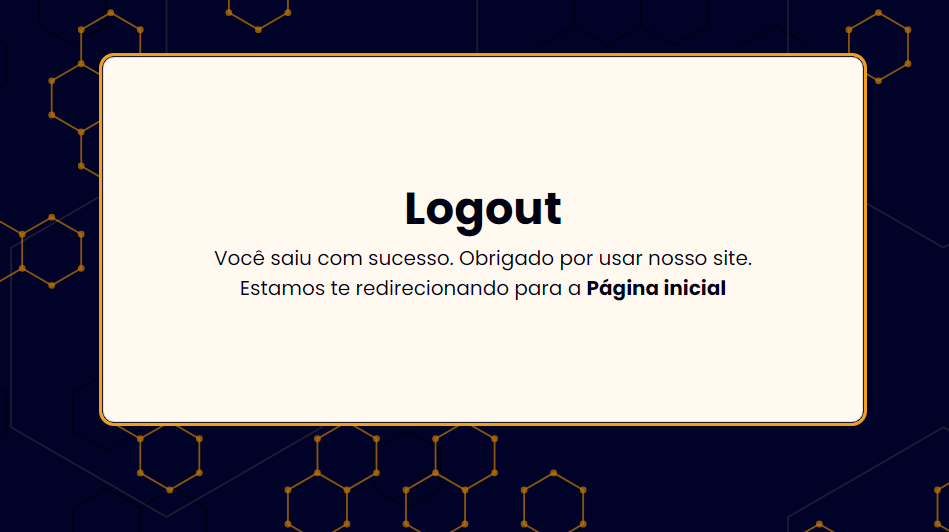 Logout
Você saiu com sucesso. Obrigado por usar nosso site.
Estamos te redirecionando para a Página inicial